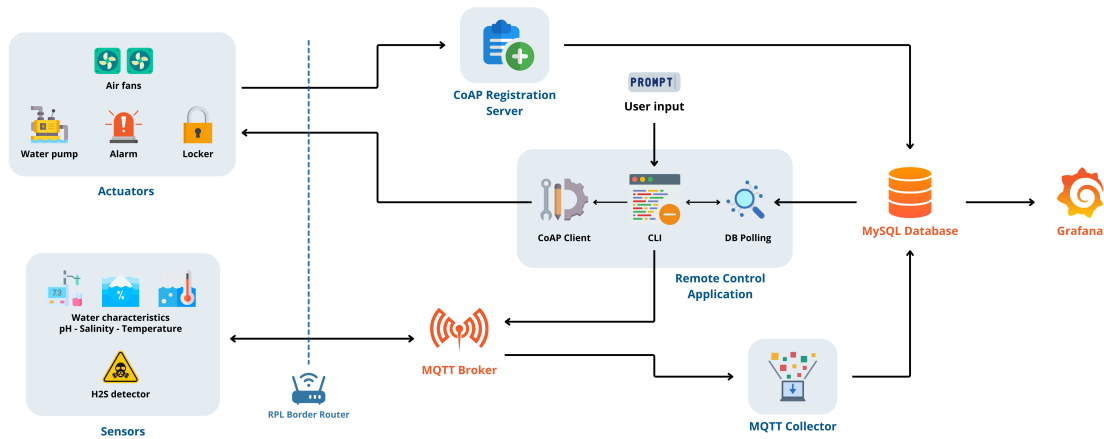 Air fans
Water pump
Alarm
Locker
Actuators
CoAP Registration
Server
PROMPT
User input
CoAP Client
CLI
DB Polling
Remote Control
Application
MySQL Database
Grafana
7.3
%
Water characteristics
pH - Salinity - Temperature
H2S detector
Sensors
RPL Border Router
MQTT Broker
MQTT Collector